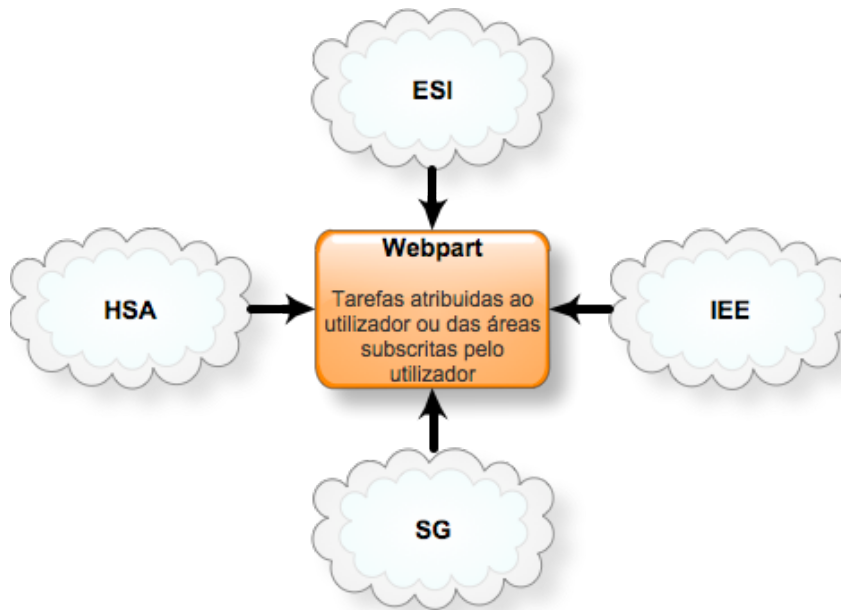 ESI
Webpart
Tarefas atribuidas ao
utilizador ou das áreas
subscritas pelo
utilizador
HSA
IEE
SG